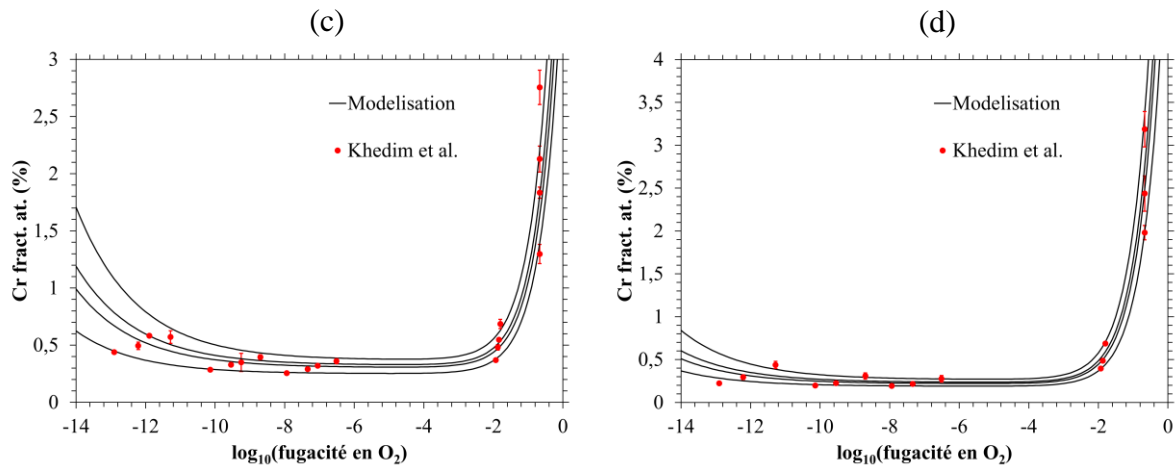 (c)
Cr fract. at. (%)
3
2,5
2
1,5
1
0,5
0
Modelisation
Khedim et al.
-14 -12 -10 -8 -6 -4 -2 0
log10(fugacité en O2)
(d)
Cr fract. at. (%)
4
3,5
3
2,5
2
1,5
1
0,5
0
Modelisation
Khedim et al.
-14 -12 -10 -8 -6 -4 -2 0
log10(fugacité en O2)